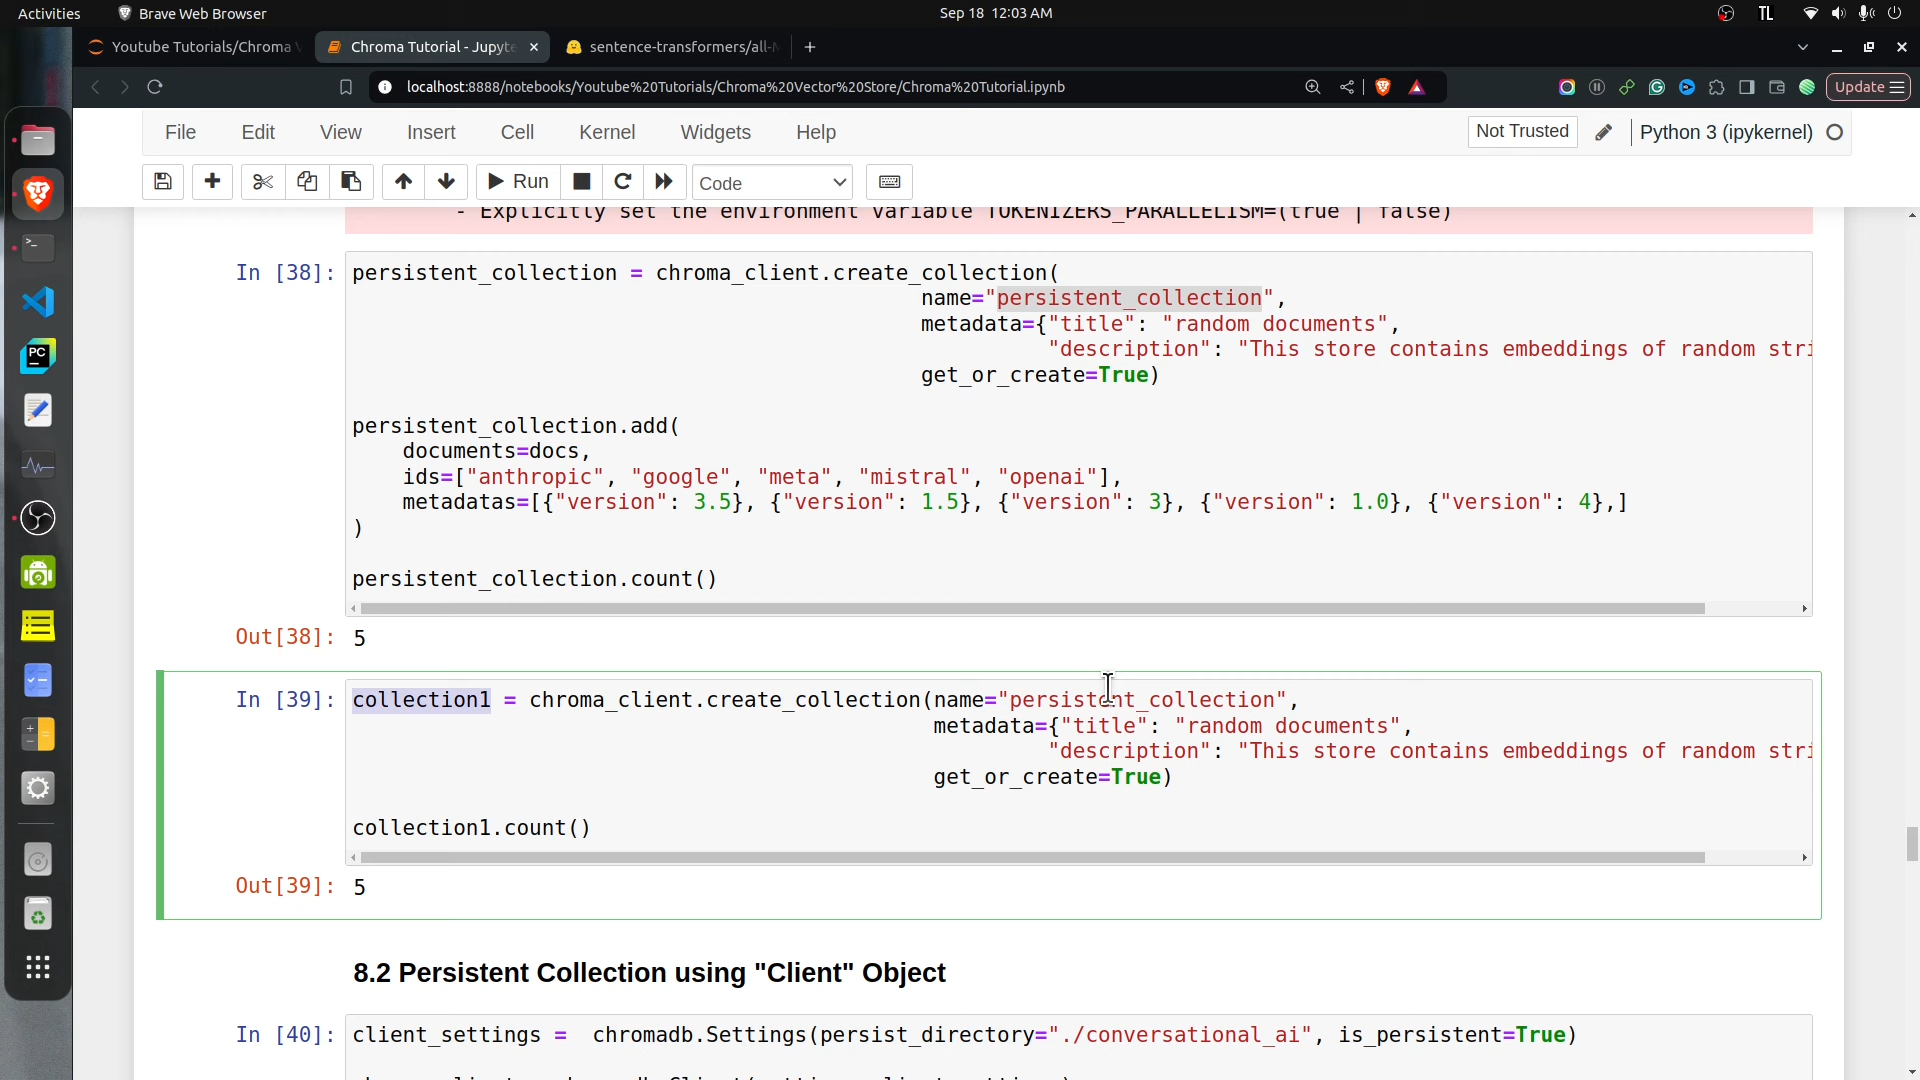 Activities
Brave Web Browser
Sep 18 12:03 AM
TL
Youtube Tutorials/Chroma
Chroma Tutorial - Jupyte
sentence-transformers/all-
localhost:8888/notebooks/Youtube%20Tutorials/Chroma%20Vector%20Store/Chroma%20Tutorial.ipynb
Update
File Edit View Insert Cell Kernel Widgets Help
Not Trusted
Python 3 (ipykernel)
Run
Code
- Explicitly set the environment variable TOKENIZERS_PARALLELISM=(true | false)
In [38]: persistent_collection = chroma_client.create_collection(
name="persistent_collection",
metadata={"title": "random documents",
"description": "This store contains embeddings of random stri
get_or_create=True)
persistent_collection.add(
documents=docs,
ids=["anthropic", "google", "meta", "mistral", "openai"],
metadatas=[{"version": 3.5}, {"version": 1.5}, {"version": 3}, {"version": 1.0}, {"version": 4},]
)
persistent_collection.count()
Out[38]: 5
In [39]: collection1 = chroma_client.create_collection(name="persistent_collection",
metadata={"title": "random documents",
"description": "This store contains embeddings of random stri
get_or_create=True)
collection1.count()
Out[39]: 5
8.2 Persistent Collection using "Client" Object
In [40]: client_settings = chromadb.Settings(persist_directory="./conversational_ai", is_persistent=True)
PC